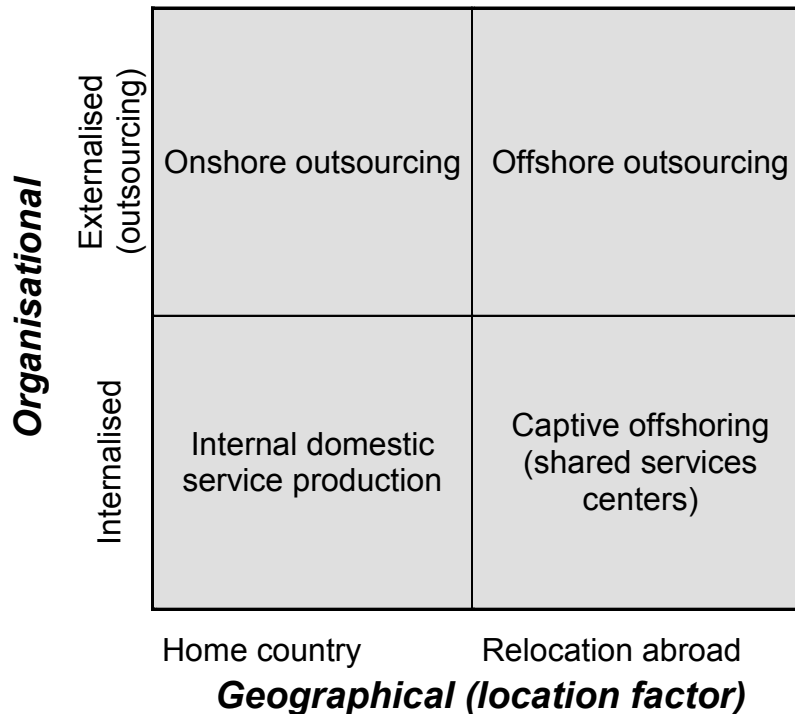 Organisational
Externalised
(outsourcing)
Onshore outsourcing
Offshore outsourcing
Internalised
Internal domestic
service production
Captive offshoring
(shared services
centers)
Home country
Relocation abroad
Geographical (location factor)